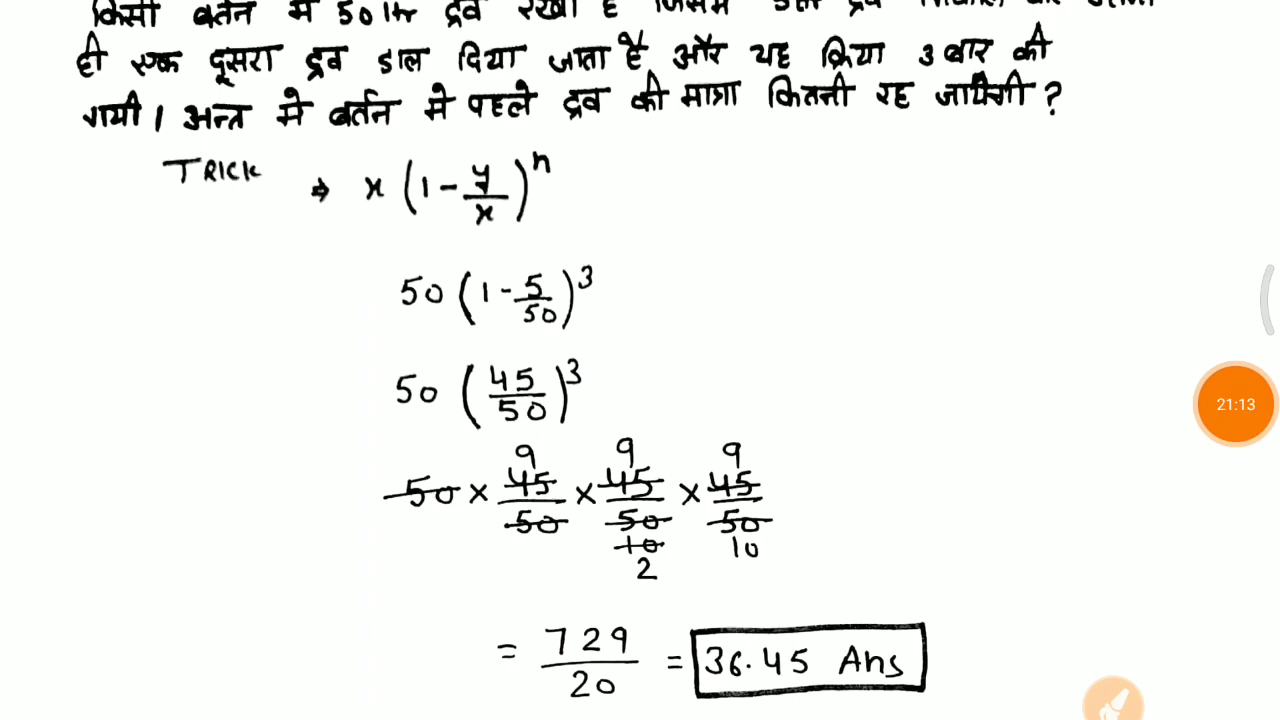 किसी बर्तन में 50 ltr द्रव रखा है
ही एक दूसरा द्रव डाल दिया जाता है और यह क्रिया 3 बार की
गयी। अन्त में बर्तन में पहले द्रव की मात्रा कितनी रह जायेगी ?
TRICK ⇒ x (1 - y/x)^n
50 (1 - 5/50)^3
50 (45/50)^3
9 9 9
50 × 45/50 × 45/50 × 45/50
10 10
2
= 729/20 = 36.45 Ans
21:13